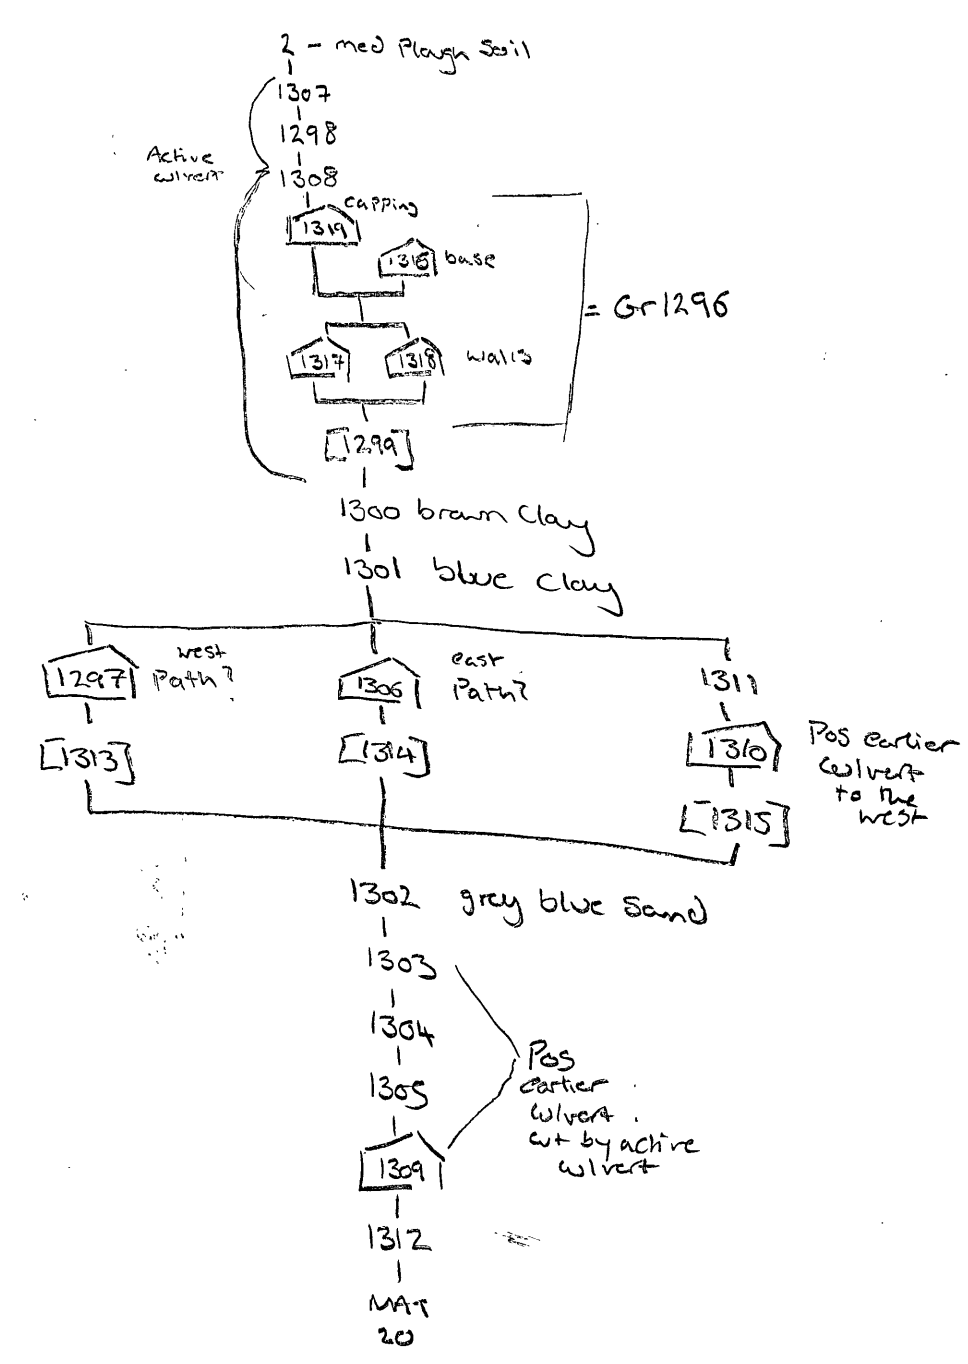 2 - med Plough Soil
1307
1298
Active
culvert
1308
capping
1319
1316 base
= Gr1296
1317 1318 walls
[1299]
1300 brown Clay
1301 blue Clay
west
1297 Path?
east
1306 Path?
1311
[1313]
[1314]
1310
Pos earlier
culvert
to the
west
[1315]
1302 grey blue Sand
1303
1304
1305
Pos
earlier
culvert
cut by active
culvert
1309
1312
NAT
20